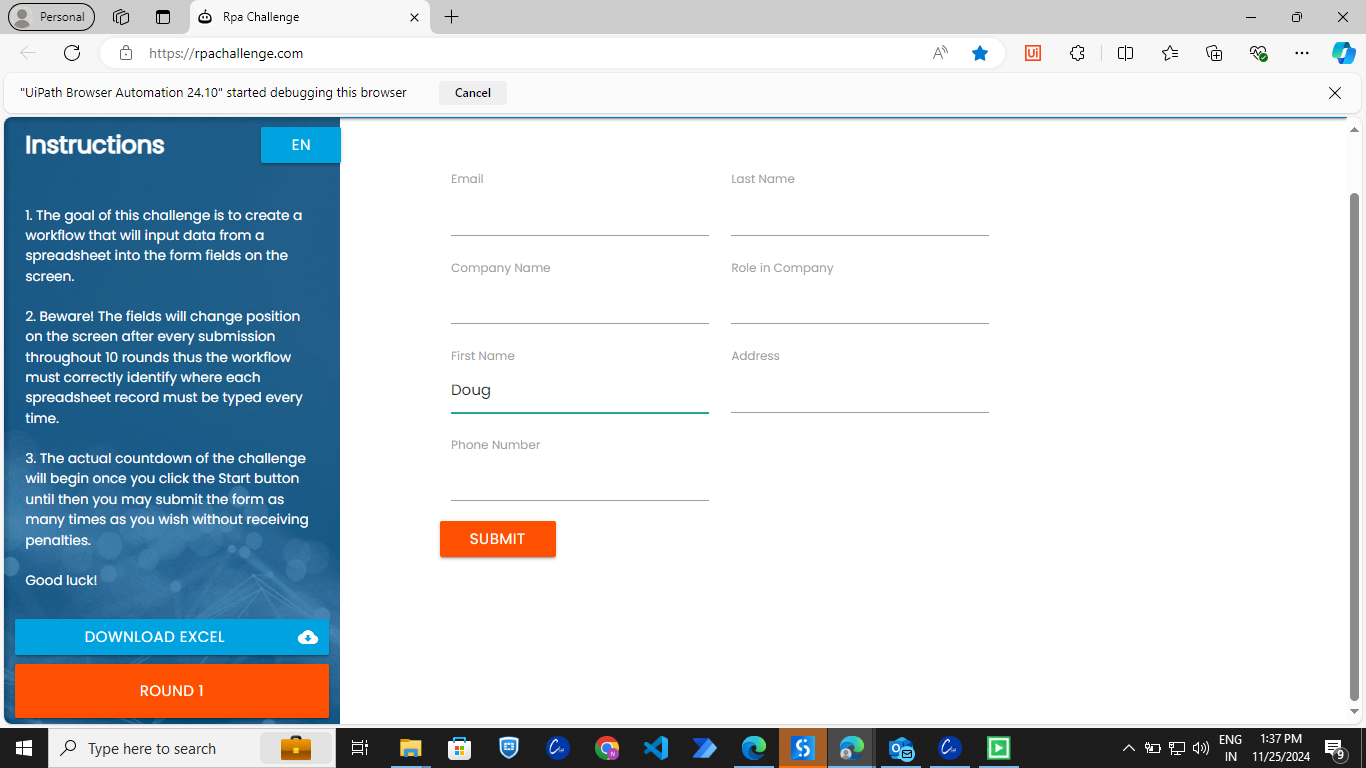 Personal
Rpa Challenge
https://rpachallenge.com
"UiPath Browser Automation 24.10" started debugging this browser
Cancel
Instructions
EN
1. The goal of this challenge is to create a
workflow that will input data from a
spreadsheet into the form fields on the
screen.
2. Beware! The fields will change position
on the screen after every submission
throughout 10 rounds thus the workflow
must correctly identify where each
spreadsheet record must be typed every
time.
3. The actual countdown of the challenge
will begin once you click the Start button
until then you may submit the form as
many times as you wish without receiving
penalties.
Good luck!
DOWNLOAD EXCEL
ROUND 1
Email
Last Name
Company Name
Role in Company
First Name
Address
Doug
Phone Number
SUBMIT
Type here to search
ENG
IN
1:37 PM
11/25/2024
9